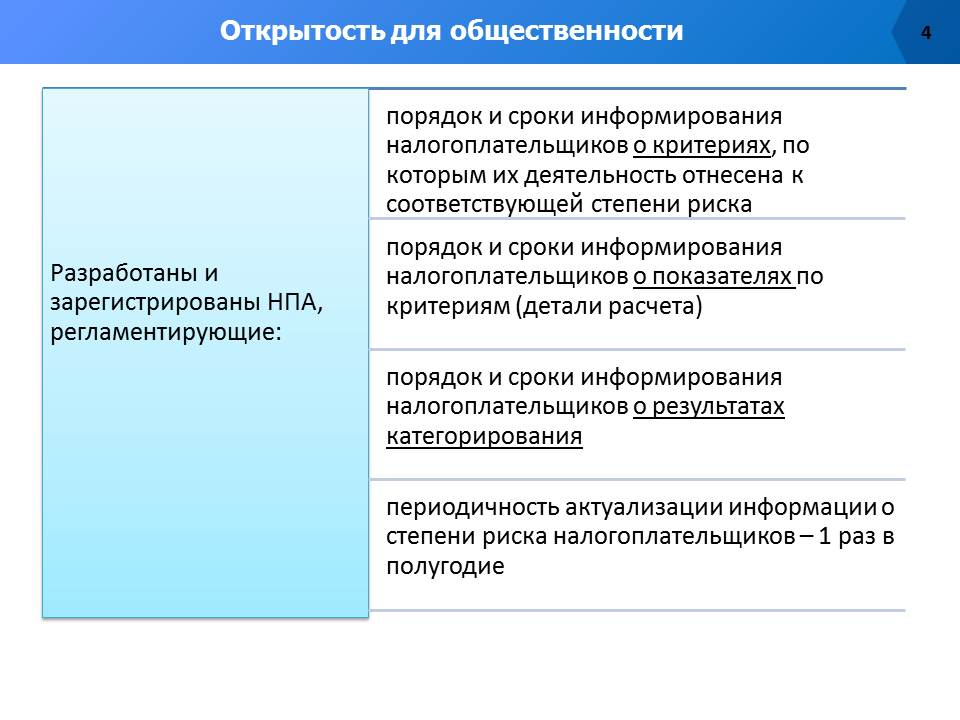 Открытость для общественности
4
Разработаны и
зарегистрированы НПА,
регламентирующие:
порядок и сроки информирования
налогоплательщиков о критериях, по
которым их деятельность отнесена к
соответствующей степени риска
порядок и сроки информирования
налогоплательщиков о показателях по
критериям (детали расчета)
порядок и сроки информирования
налогоплательщиков о результатах
категорирования
периодичность актуализации информации о
степени риска налогоплательщиков – 1 раз в
полугодие